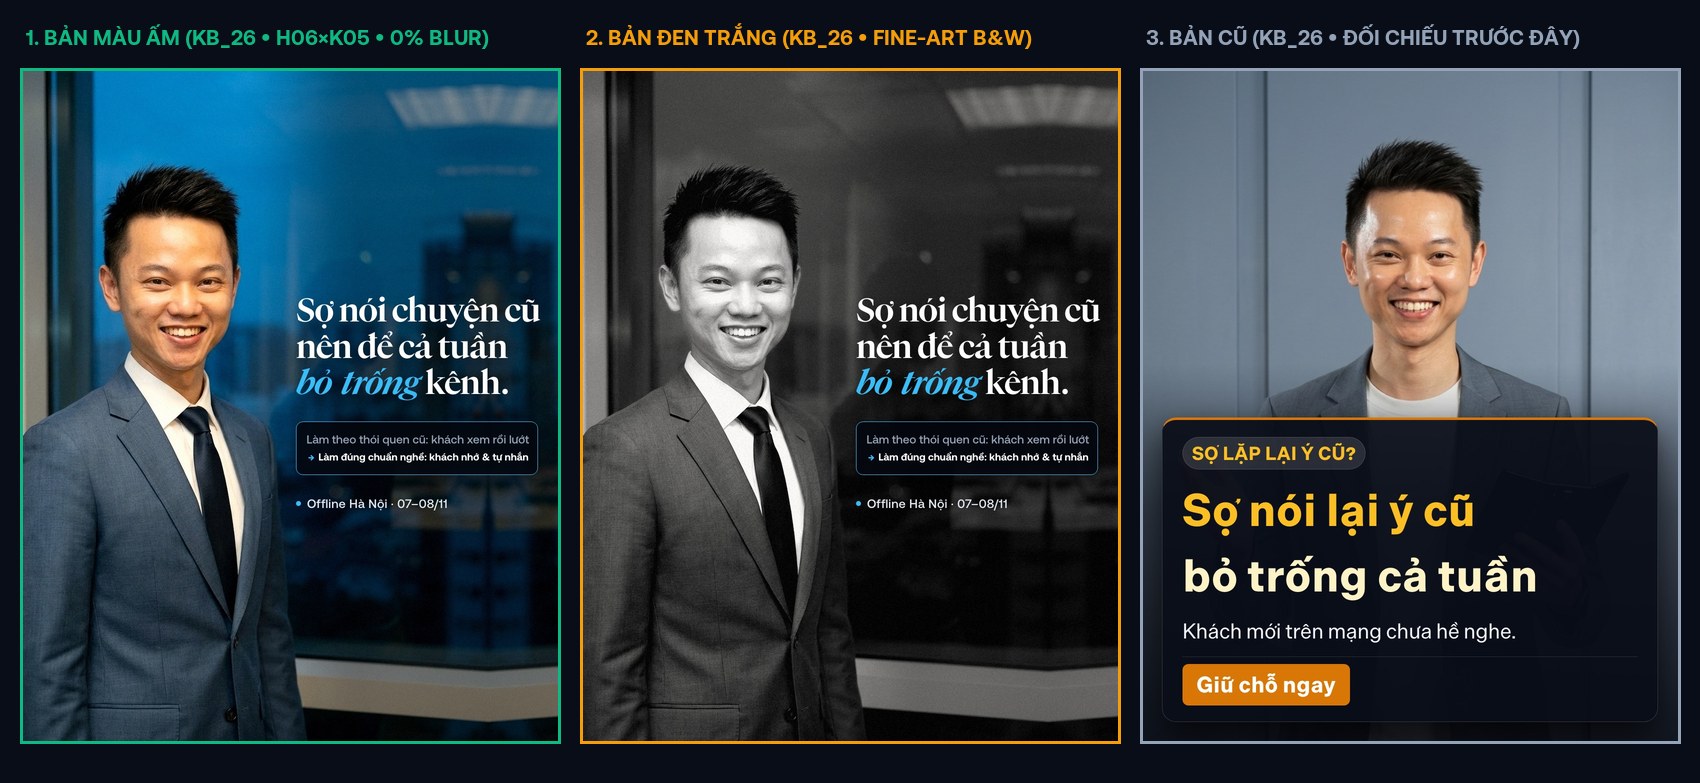 1. BẢN MÀU ẤM (KB_26 • H06×K05 • 0% BLUR)
Sợ nói chuyện cũ
nên để cả tuần
bỏ trống kênh.
Làm theo thói quen cũ: khách xem rồi lướt
→ Làm đúng chuẩn nghề: khách nhớ & tự nhắn
• Offline Hà Nội · 07–08/11
2. BẢN ĐEN TRẮNG (KB_26 • FINE-ART B&W)
Sợ nói chuyện cũ
nên để cả tuần
bỏ trống kênh.
Làm theo thói quen cũ: khách xem rồi lướt
→ Làm đúng chuẩn nghề: khách nhớ & tự nhắn
• Offline Hà Nội · 07–08/11
3. BẢN CŨ (KB_26 • ĐỐI CHIẾU TRƯỚC ĐÂY)
SỢ LẶP LẠI Ý CŨ?
Sợ nói lại ý cũ
bỏ trống cả tuần
Khách mới trên mạng chưa hề nghe.
Giữ chỗ ngay